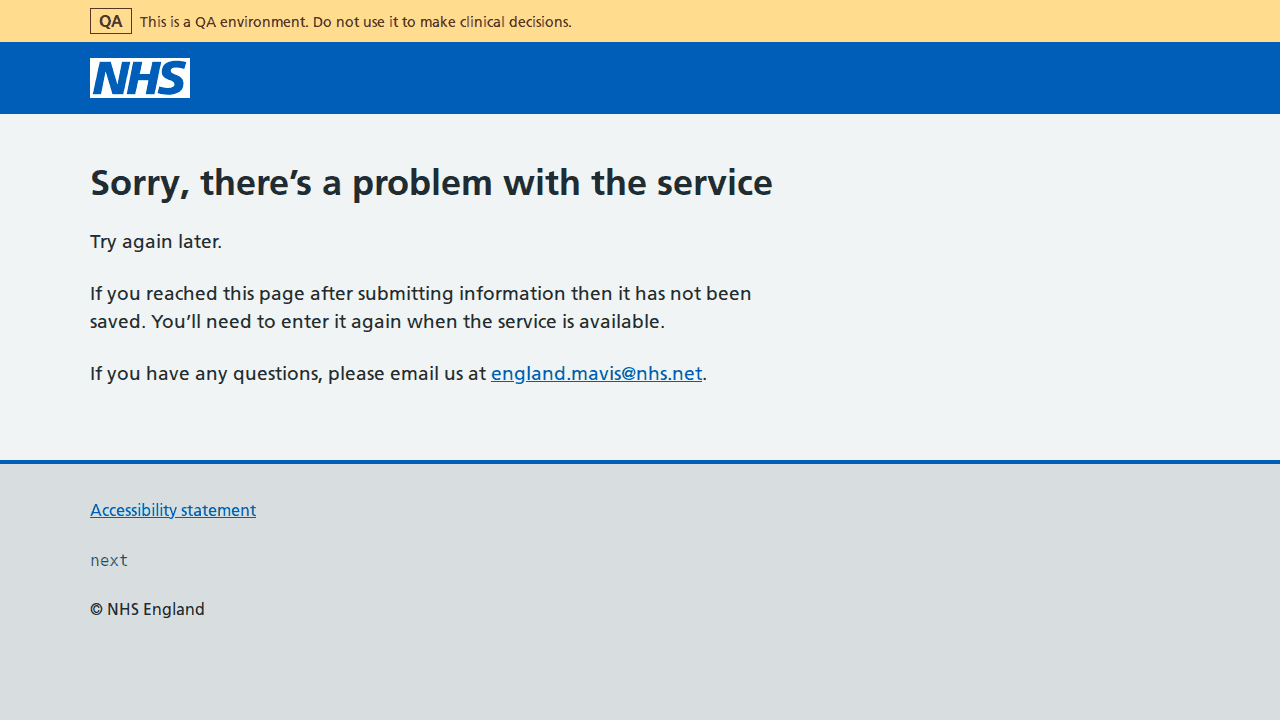 QA This is a QA environment. Do not use it to make clinical decisions.
NHS
Sorry, there’s a problem with the service
Try again later.
If you reached this page after submitting information then it has not been
saved. You’ll need to enter it again when the service is available.
If you have any questions, please email us at england.mavis@nhs.net.
Accessibility statement
next
© NHS England